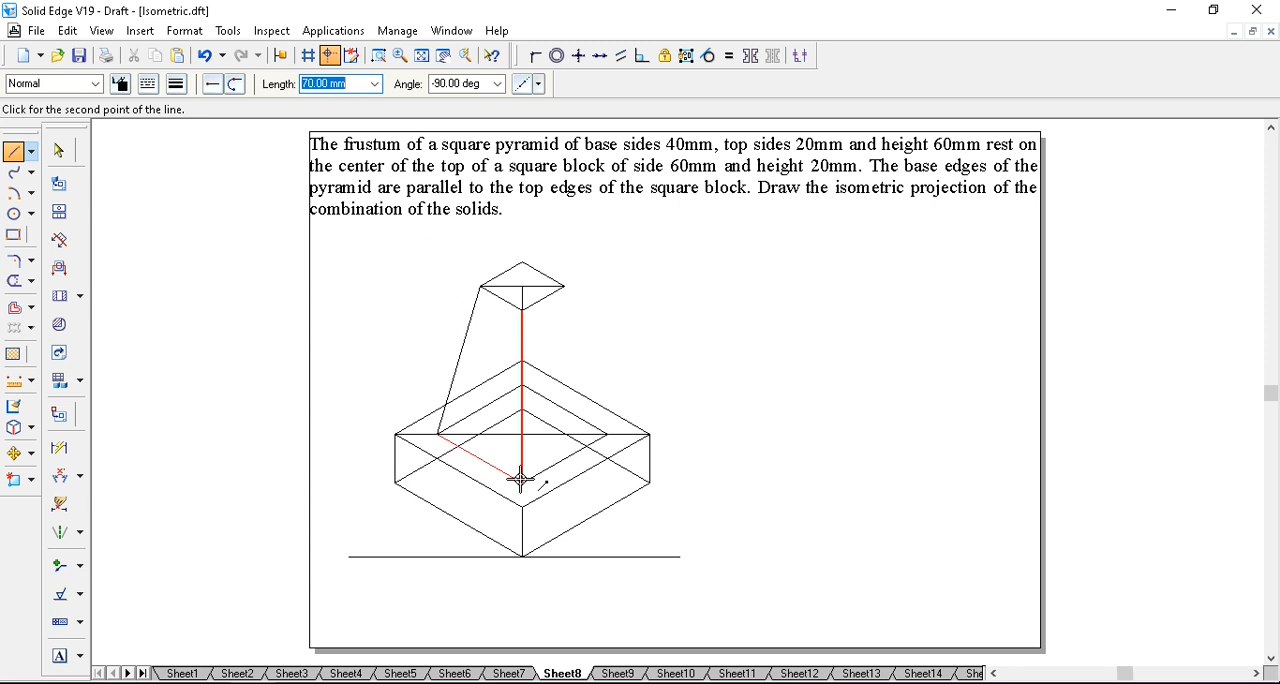 Solid Edge V19 - Draft - [Isometric.dft]
File Edit View Insert Format Tools Inspect Applications Manage Window Help
Normal Length: 70.00 mm Angle: -90.00 deg
Click for the second point of the line.
The frustum of a square pyramid of base sides 40mm, top sides 20mm and height 60mm rest on
the center of the top of a square block of side 60mm and height 20mm. The base edges of the
pyramid are parallel to the top edges of the square block. Draw the isometric projection of the
combination of the solids.
A
Sheet1 Sheet2 Sheet3 Sheet4 Sheet5 Sheet6 Sheet7 Sheet8 Sheet9 Sheet10 Sheet11 Sheet12 Sheet13 Sheet14 She